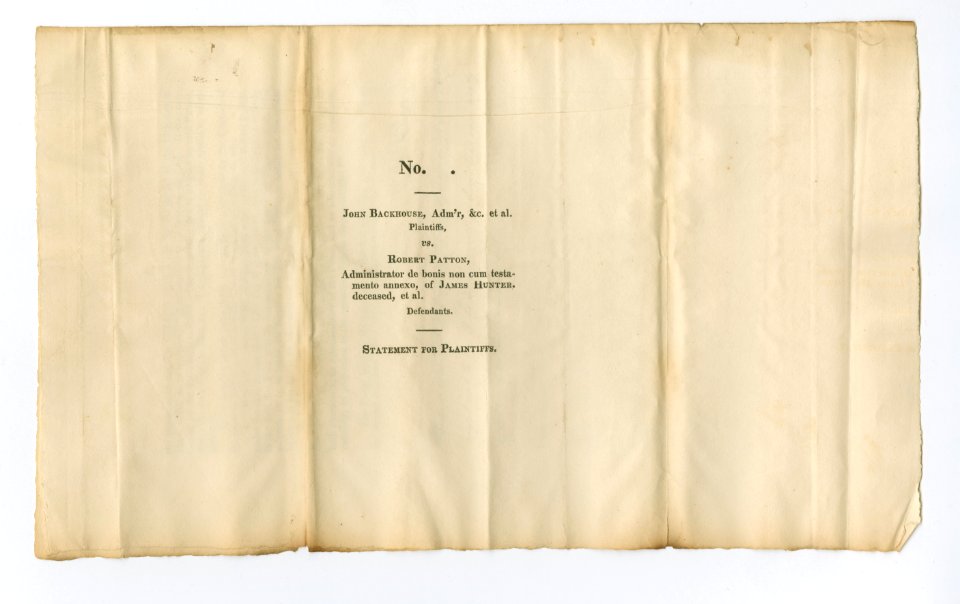 No. .
John Backhouse, Adm'r, &c. et al.
Plaintiffs,
vs.
Robert Patton,
Administrator de bonis non cum testa-
mento annexo, of James Hunter,
deceased, et al.
Defendants.
Statement for Plaintiffs.